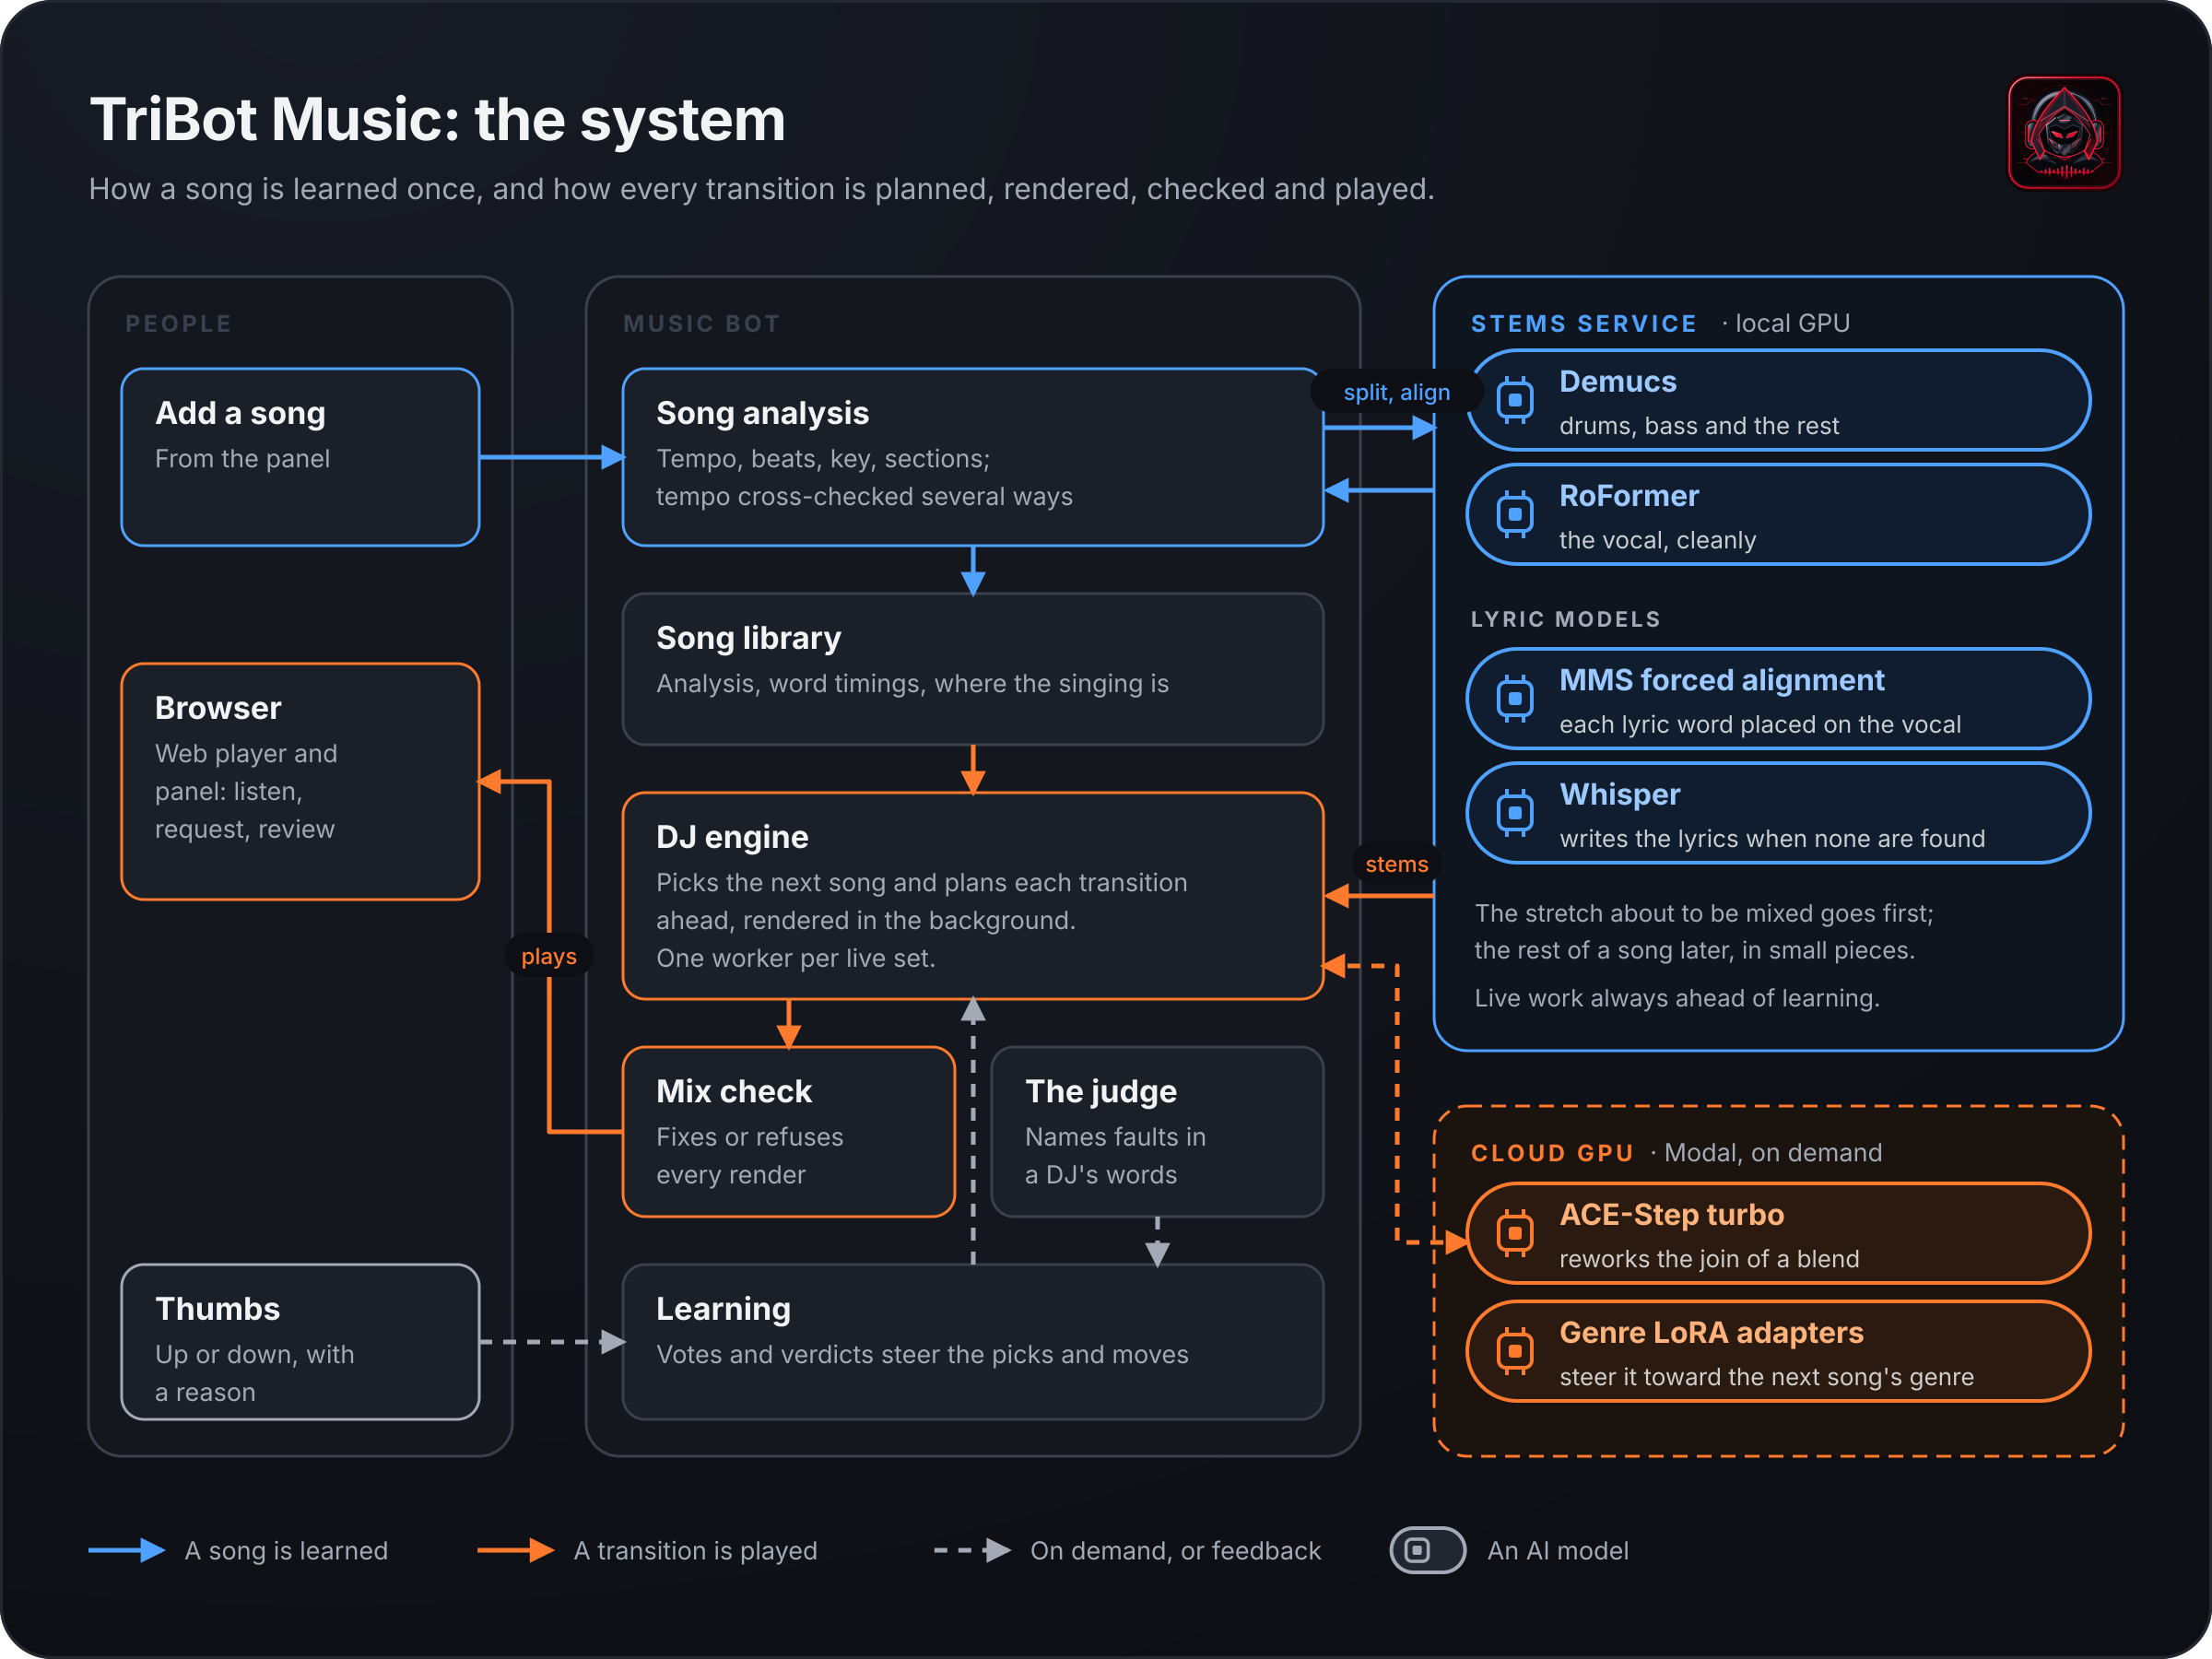 TriBot Music: the system
How a song is learned once, and how every transition is planned, rendered, checked and played.
PEOPLE
Add a song
From the panel
Browser
Web player and
panel: listen,
request, review
plays
Thumbs
Up or down, with
a reason
MUSIC BOT
Song analysis
Tempo, beats, key, sections;
tempo cross-checked several ways
split, align
Song library
Analysis, word timings, where the singing is
DJ engine
Picks the next song and plans each transition
ahead, rendered in the background.
One worker per live set.
stems
Mix check
Fixes or refuses
every render
The judge
Names faults in
a DJ's words
Learning
Votes and verdicts steer the picks and moves
STEMS SERVICE · local GPU
Demucs
drums, bass and the rest
RoFormer
the vocal, cleanly
LYRIC MODELS
MMS forced alignment
each lyric word placed on the vocal
Whisper
writes the lyrics when none are found
The stretch about to be mixed goes first;
the rest of a song later, in small pieces.
Live work always ahead of learning.
CLOUD GPU · Modal, on demand
ACE-Step turbo
reworks the join of a blend
Genre LoRA adapters
steer it toward the next song's genre
A song is learned
A transition is played
On demand, or feedback
An AI model